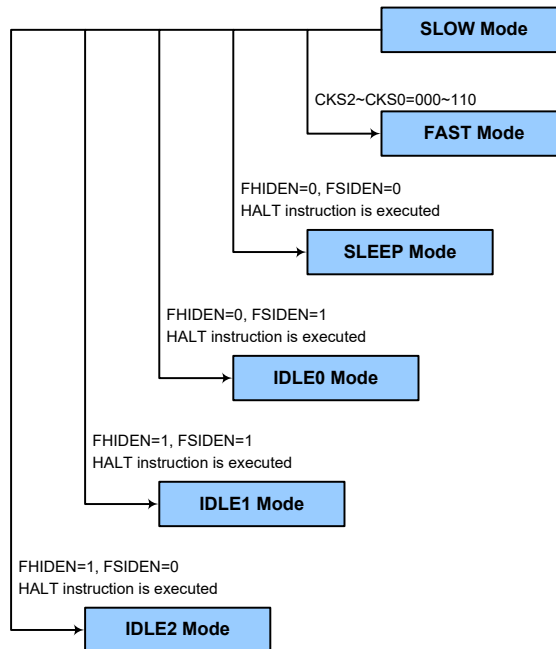 SLOW Mode
CKS2~CKS0=000~110
FAST Mode
FHIDEN=0, FSIDEN=0
HALT instruction is executed
SLEEP Mode
FHIDEN=0, FSIDEN=1
HALT instruction is executed
IDLE0 Mode
FHIDEN=1, FSIDEN=1
HALT instruction is executed
IDLE1 Mode
FHIDEN=1, FSIDEN=0
HALT instruction is executed
IDLE2 Mode